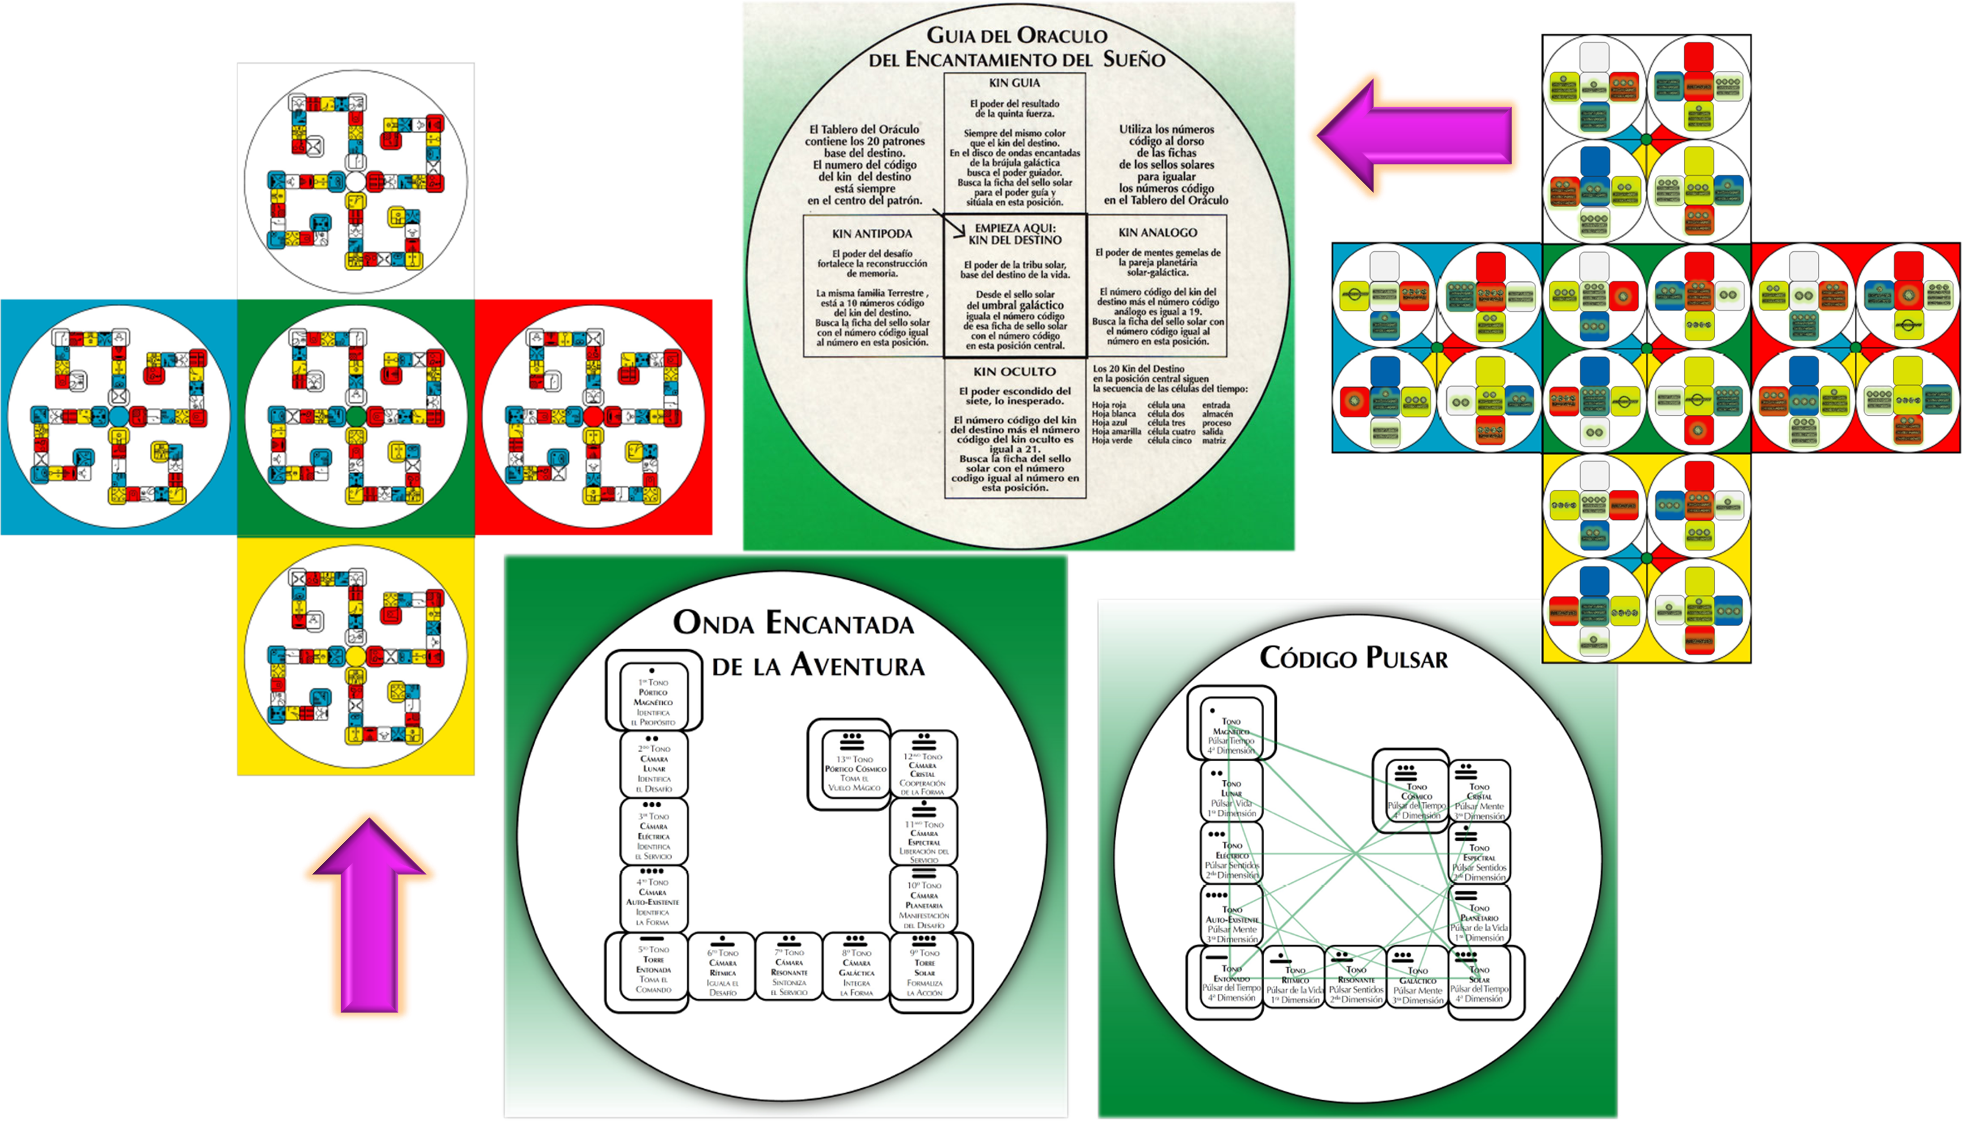 GUIA DEL ORACULO
DEL ENCANTAMIENTO DEL SUEÑO
KIN GUIA
El poder del resultado
de la quinta fuerza.
Siempre del mismo color
que el kin del destino.
En el disco de ondas encantadas
de la brújula galáctica
busca el poder guiador.
Busca la ficha del sello solar
para el poder guía y
sitúala en esta posición.
El Tablero del Oráculo
contiene los 20 patrones
base del destino.
El numero del código
del kin del destino
está siempre
en el centro del patrón.
Utiliza los números
código al dorso
de las fichas
de los sellos solares
para igualar
los números código
en el Tablero del Oráculo
KIN ANTIPODA
El poder del desafío
fortalece la reconstrucción
de memoria.
La misma familia Terrestre,
está a 10 números código
del kin del destino.
Busca la ficha del sello solar
con el número código igual
al número en esta posición.
EMPIEZA AQUI:
KIN DEL DESTINO
El poder de la tribu solar,
base del destino de la vida.
Desde el sello solar
del umbral galáctico
iguala el número código
de esa ficha de sello solar
con el número código
en esta posición central.
KIN ANALOGO
El poder de mentes gemelas de
la pareja planetária
solar-galáctica.
El número código del kin del
destino más el número código
análogo es igual a 19.
Busca la ficha del sello solar con
el número código igual al
número en esta posición.
KIN OCULTO
El poder escondido del
siete, lo inesperado.
El número código del kin
del destino más el número
código del kin oculto es
igual a 21.
Busca la ficha del sello
solar con el número
codigo igual al número en
esta posición.
Los 20 Kin del Destino
en la posición central siguen
la secuencia de las células del tiempo:
Hoja roja célula una entrada
Hoja blanca célula dos almacén
Hoja azul célula tres proceso
Hoja amarilla célula cuatro salida
Hoja verde célula cinco matriz
ONDA ENCANTADA
DE LA AVENTURA
1er TONO
PÓRTICO
MAGNÉTICO
IDENTIFICA
EL PROPÓSITO
2do TONO
CÁMARA
LUNAR
IDENTIFICA
EL DESAFÍO
3er TONO
CÁMARA
ELÉCTRICA
IDENTIFICA
EL SERVICIO
4to TONO
CÁMARA
AUTO-EXISTENTE
IDENTIFICA
LA FORMA
5to TONO
TORRE
ENTONADA
TOMA EL
COMANDO
6to TONO
CÁMARA
RÍTMICA
IGUALA EL
DESAFÍO
7mo TONO
CÁMARA
RESONANTE
SINTONIZA
EL SERVICIO
8º TONO
CÁMARA
GALÁCTICA
INTEGRA
LA FORMA
9º TONO
TORRE
SOLAR
FORMALIZA
LA ACCIÓN
10º TONO
CÁMARA
PLANETARIA
MANIFESTACIÓN
DEL DESAFÍO
11avo TONO
CÁMARA
ESPECTRAL
LIBERACIÓN DEL
SERVICIO
12avo TONO
CÁMARA
CRISTAL
COOPERACIÓN
DE LA FORMA
13er TONO
PÓRTICO CÓSMICO
TOMA EL
VUELO MÁGICO
CÓDIGO PULSAR
TONO
MAGNÉTICO
Púlsar Tiempo
4ª Dimensión
TONO
LUNAR
Púlsar Vida
1ra Dimensión
TONO
ELÉCTRICO
Púlsar Sentidos
2da Dimensión
TONO
AUTO-EXISTENTE
Púlsar Mente
3ra Dimensión
TONO
ENTONADO
Púlsar del Tiempo
4ª Dimensión
TONO
RÍTMICO
Púlsar de la Vida
1ra Dimensión
TONO
RESONANTE
Púlsar Sentidos
2da Dimensión
TONO
GALÁCTICO
Púlsar Mente
3ra Dimensión
TONO
SOLAR
Púlsar del Tiempo
4ª Dimensión
TONO
PLANETARIO
Púlsar de la Vida
1ra Dimensión
TONO
ESPECTRAL
Púlsar Sentidos
2da Dimensión
TONO
CRISTAL
Púlsar Mente
3ra Dimensión
TONO
CÓSMICO
Púlsar del Tiempo
4ª Dimensión